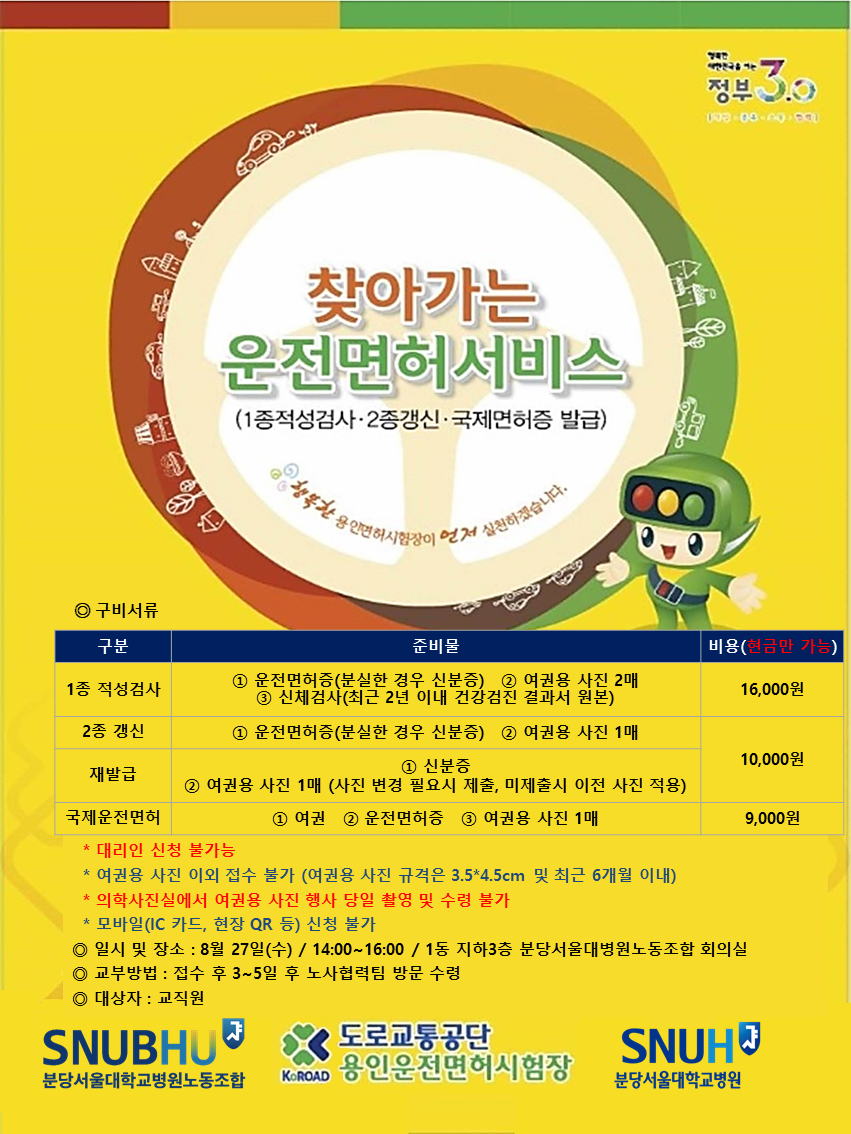 행복한
대한민국을 여는
정부3.0
찾아가는
운전면허서비스
(1종적성검사·2종갱신·국제면허증 발급)
행복한 용인면허시험장이 먼저 실천하겠습니다.
◎ 구비서류
구분 준비물 비용(현금만 가능)
1종 적성검사 ① 운전면허증(분실한 경우 신분증) ② 여권용 사진 2매
③ 신체검사(최근 2년 이내 건강검진 결과서 원본) 16,000원
2종 갱신 ① 운전면허증(분실한 경우 신분증) ② 여권용 사진 1매
10,000원
재발급 ① 신분증
② 여권용 사진 1매 (사진 변경 필요시 제출, 미제출시 이전 사진 적용)
국제운전면허 ① 여권 ② 운전면허증 ③ 여권용 사진 1매 9,000원
* 대리인 신청 불가능
* 여권용 사진 이외 접수 불가 (여권용 사진 규격은 3.5*4.5cm 및 최근 6개월 이내)
* 의학사진실에서 여권용 사진 행사 당일 촬영 및 수령 불가
* 모바일(IC 카드, 현장 QR 등) 신청 불가
◎ 일시 및 장소 : 8월 27일(수) / 14:00~16:00 / 1동 지하3층 분당서울대병원노동조합 회의실
◎ 교부방법 : 접수 후 3~5일 후 노사협력팀 방문 수령
◎ 대상자 : 교직원
SNUBHU
분당서울대학교병원노동조합
KoROAD
도로교통공단
용인운전면허시험장
SNUH
분당서울대학교병원